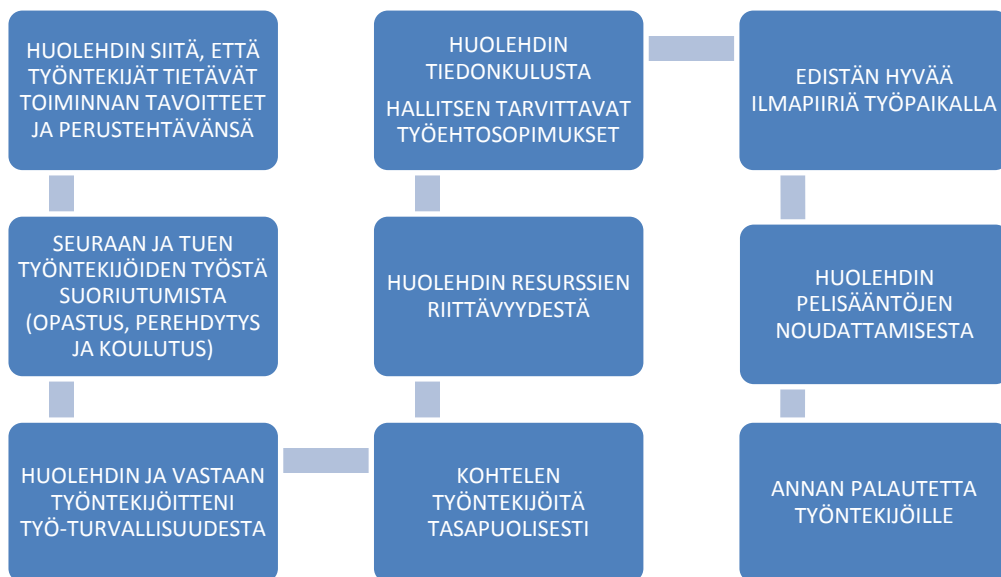 HUOLEHDIN SIITÄ, ETTÄ
TYÖNTEKIJÄT TIETÄVÄT
TOIMINNAN TAVOITTEET
JA PERUSTEHTÄVÄNSÄ
SEURAAN JA TUEN
TYÖNTEKIJÖIDEN TYÖSTÄ
SUORIUTUMISTA
(OPASTUS, PEREHDYTYS
JA KOULUTUS)
HUOLEHDIN JA VASTAAN
TYÖNTEKIJÖITTENI
TYÖ-TURVALLISUUDESTA
KOHTELEN
TYÖNTEKIJÖITÄ
TASAPUOLISESTI
HUOLEHDIN RESURSSIEN
RIITTÄVYYDESTÄ
HUOLEHDIN
TIEDONKULUSTA
HALLITSEN TARVITTAVAT
TYÖEHTOSOPIMUKSET
EDISTÄN HYVÄÄ
ILMAPIIRIÄ TYÖPAIKALLA
HUOLEHDIN
PELISÄÄNTÖJEN
NOUDATTAMISESTA
ANNAN PALAUTETTA
TYÖNTEKIJÖILLE